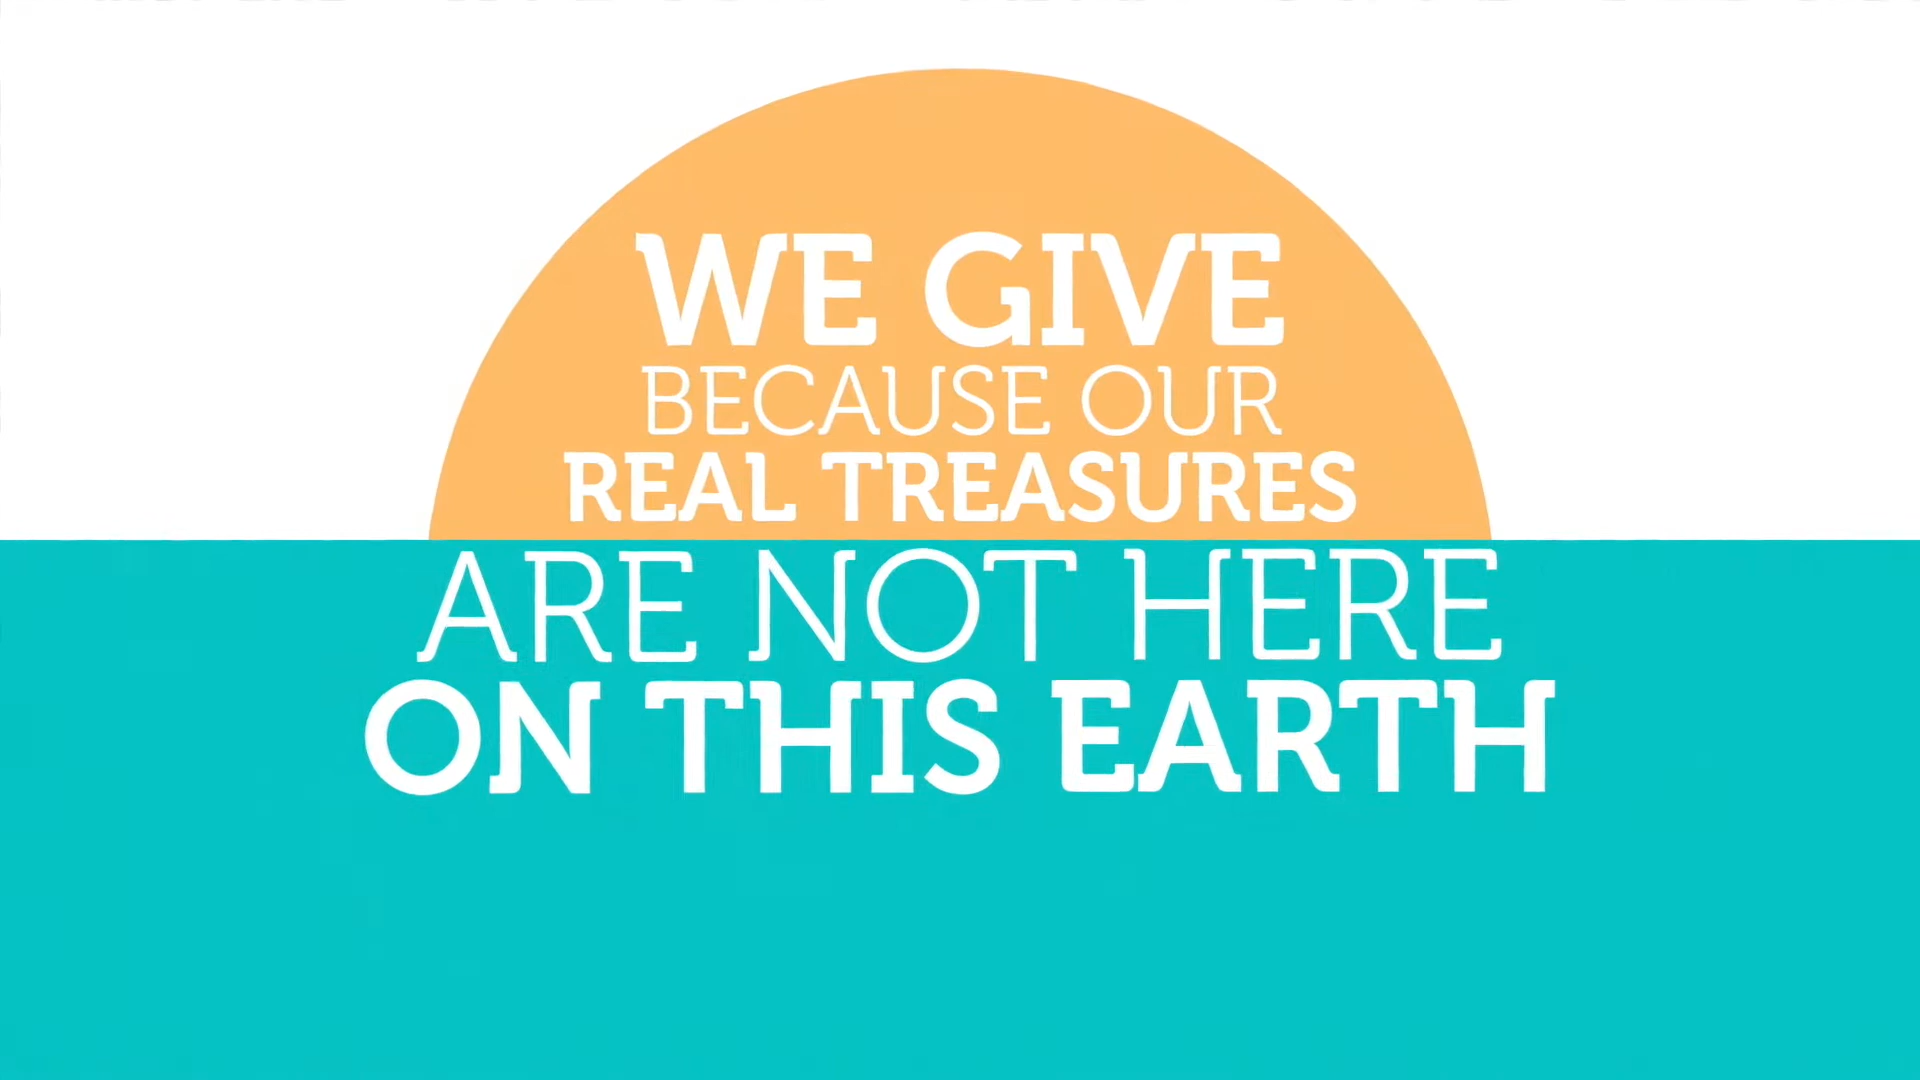 WE GIVE
BECAUSE OUR
REAL TREASURES
ARE NOT HERE
ON THIS EARTH